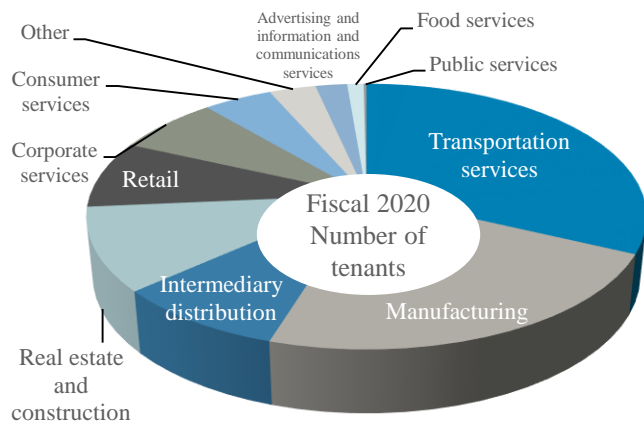 Advertising and
information and
communications
services
Food services
Other
Public services
Consumer
services
Transportation
services
Corporate
services
Retail
Fiscal 2020
Number of
tenants
Intermediary
distribution
Manufacturing
Real estate
and
construction